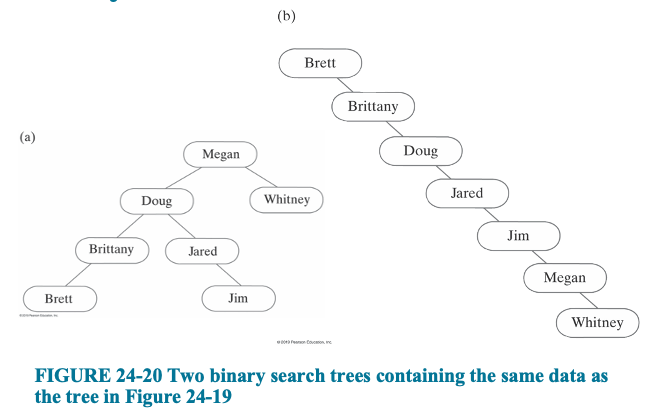 (b)
Brett
Brittany
Doug
Jared
Jim
Megan
Whitney
(a)
Megan
Doug
Whitney
Brittany
Jared
Brett
Jim
© 2019 Pearson Education, Inc.
© 2019 Pearson Education, Inc.
FIGURE 24-20 Two binary search trees containing the same data as
the tree in Figure 24-19